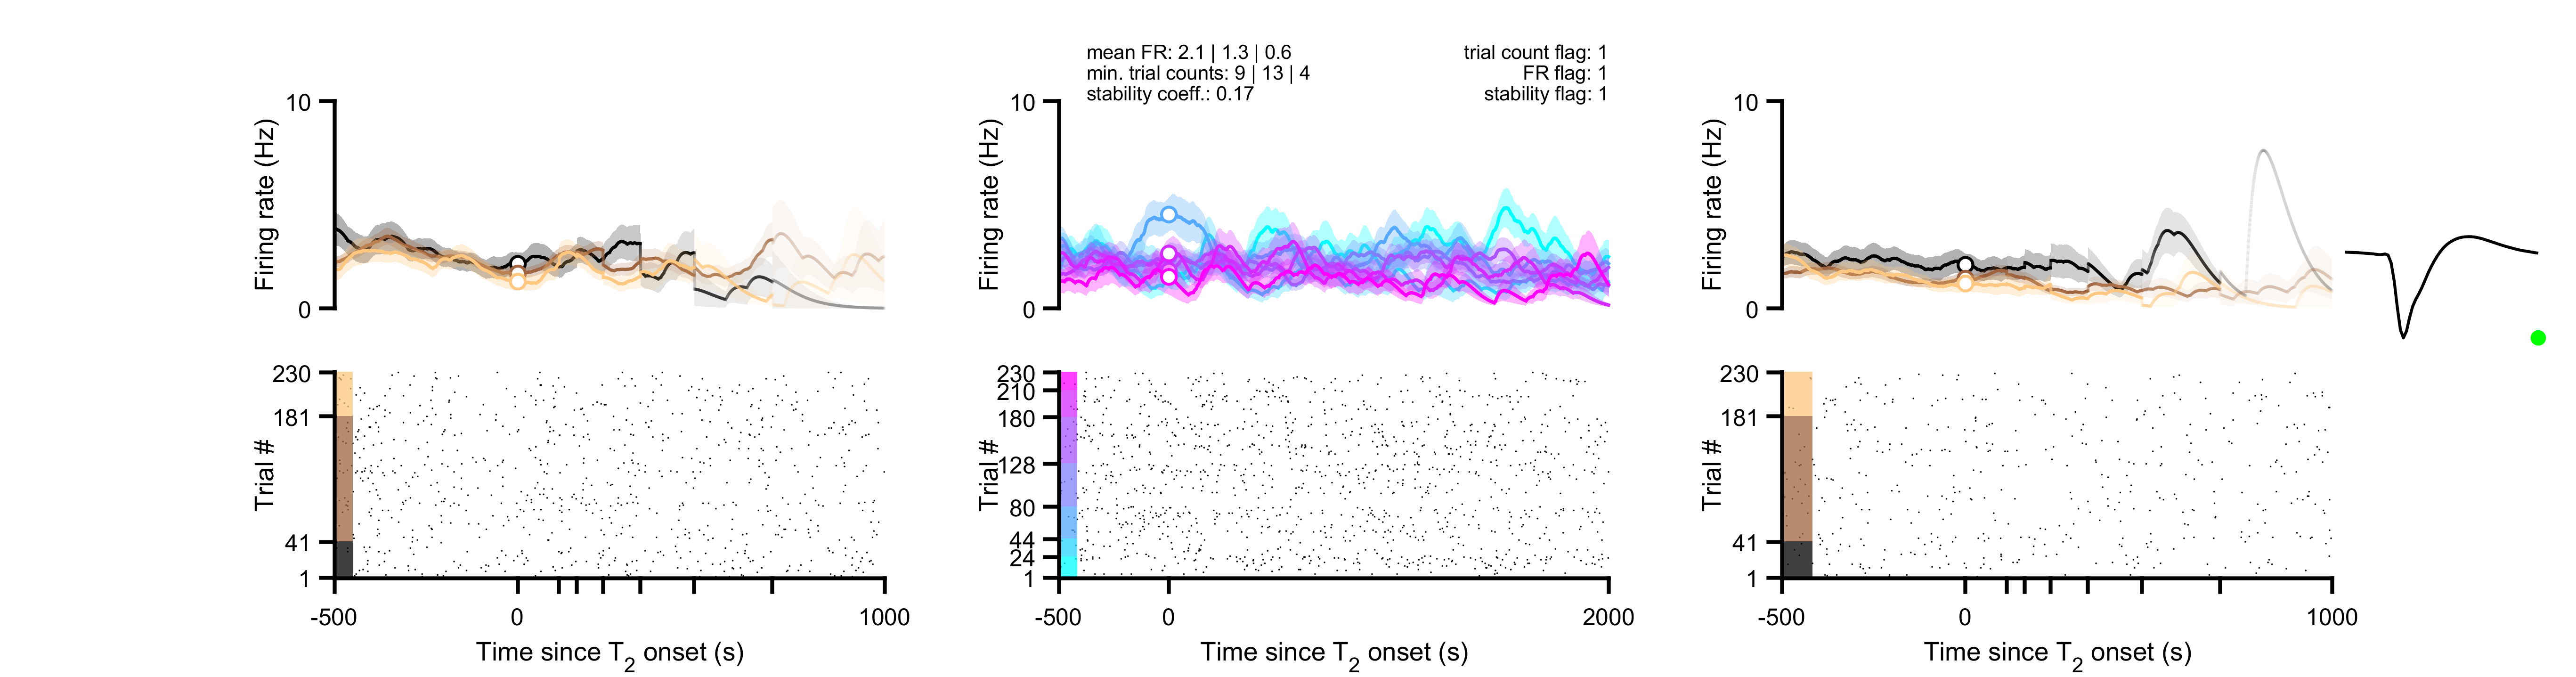 mean FR: 2.1 | 1.3 | 0.6
min. trial counts: 9 | 13 | 4
stability coeff.: 0.17
trial count flag: 1
FR flag: 1
stability flag: 1
10
Firing rate (Hz)
0
10
Firing rate (Hz)
0
10
Firing rate (Hz)
0
230
181
Trial #
41
1
-500
0
1000
Time since T2 onset (s)
230
210
180
Trial #
128
80
44
24
1
-500
0
2000
Time since T2 onset (s)
230
181
Trial #
41
1
-500
0
1000
Time since T2 onset (s)